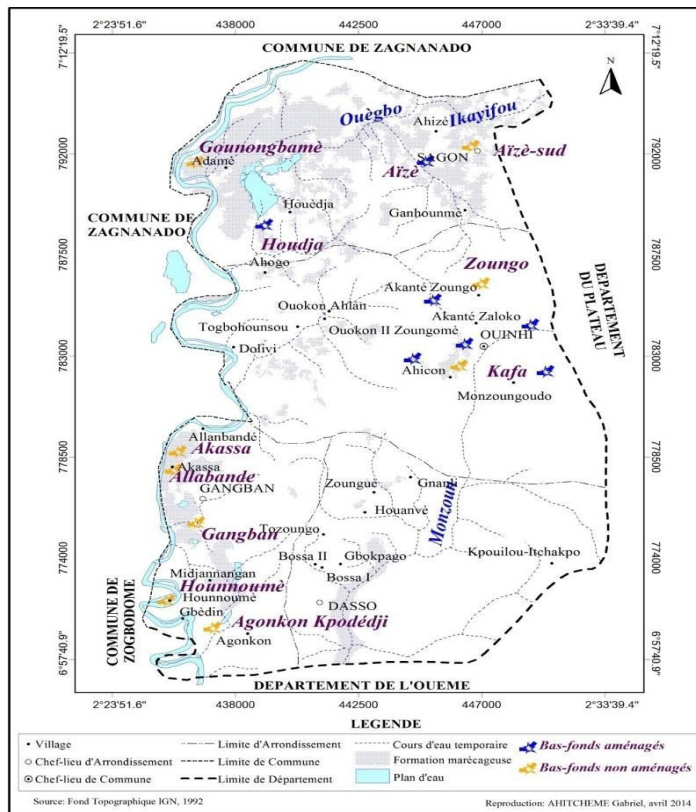 2°23'51.6" 438000 442500 447000 2°33'39.4"
7°12'19.5" 7°12'19.5"
COMMUNE DE ZAGNANADO
N
Ouègbo Ikayifou
Ahizè
792000 792000
Gounongbamè
Adamè
SAGON
Aïzè-sud
Aïzè
Houèdja
Ganhounmè
COMMUNE DE
ZAGNANADO
Houdja
787500 787500
Ahogo
Zoungo
DEPARTEMENT
DU PLATEAU
Akanté Zoungo
Ouokon Ahlân
Togbohounsou
Ouokon II Zoungomè
Akanté Zaloko
OUINHI
Dolivi
783000 783000
Ahicon
Kafa
Monzoungoudo
Allanbandé
Akassa
778500 778500
Akassa
Allabande
GANGBAN
Zounguè
Gnanli
Houanvè
Monzoun
Gangban
Tozoungo
774000 774000
Bossa II
Gbokpago
Bossa I
Kpouilou-Itchakpo
Midjannangan
Hounnoumè
Hounnoumè
Gbèdin
DASSO
COMMUNE DE
ZOGBODOME
Agonkon Kpodédji
Agonkon
6°57'40.9" 6°57'40.9"
DEPARTEMENT DE L'OUEME
2°23'51.6" 438000 442500 447000 2°33'39.4"
LEGENDE
Village
Limite d'Arrondissement
Cours d'eau temporaire
Bas-fonds aménagés
Chef-lieu d'Arrondissement
Limite de Commune
Formation marécageuse
Chef-lieu de Commune
Limite de Département
Plan d'eau
Bas-fonds non aménagés
Source: Fond Topographique IGN, 1992
Reproduction: AHITCHEME Gabriel, avril 2014